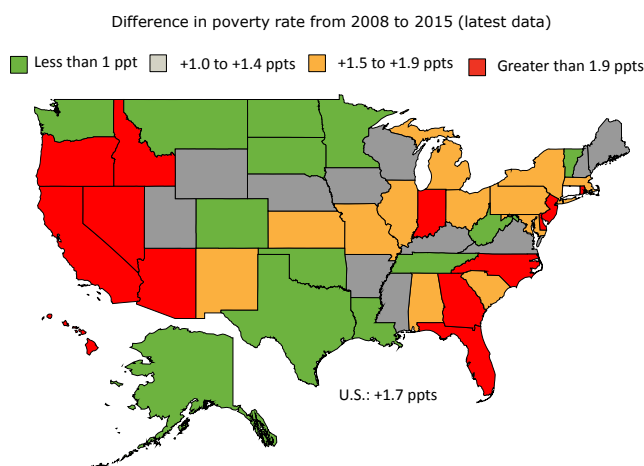 Difference in poverty rate from 2008 to 2015 (latest data)
Less than 1 ppt +1.0 to +1.4 ppts +1.5 to +1.9 ppts Greater than 1.9 ppts
U.S.: +1.7 ppts